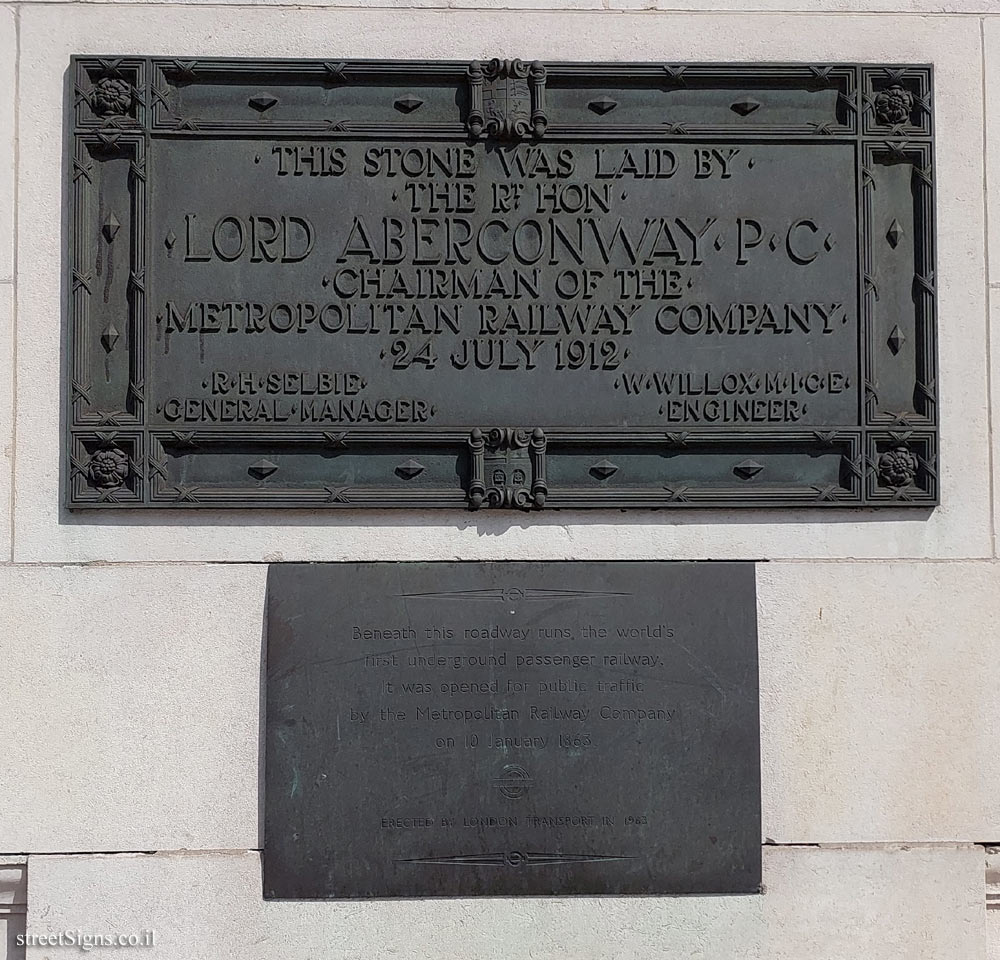 · THIS STONE WAS LAID BY ·
· THE RT HON ·
· LORD ABERCONWAY · P · C ·
· CHAIRMAN OF THE ·
· METROPOLITAN RAILWAY COMPANY ·
· 24 JULY 1912 ·
· R · H · SELBIE ·
· GENERAL · MANAGER ·
· W · WILLOX · M · I · C · E ·
· ENGINEER ·
Beneath this roadway runs, the world's
first underground passenger railway.
It was opened for public traffic
by the Metropolitan Railway Company
on 10 January 1863
ERECTED BY LONDON TRANSPORT IN 1963
streetSigns.co.il